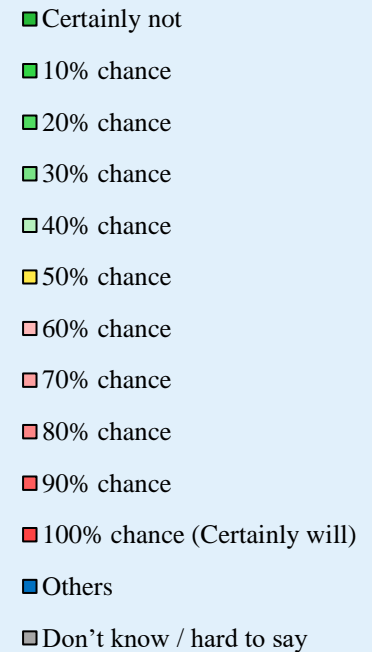 Certainly not
10% chance
20% chance
30% chance
40% chance
50% chance
60% chance
70% chance
80% chance
90% chance
100% chance (Certainly will)
Others
Don’t know / hard to say